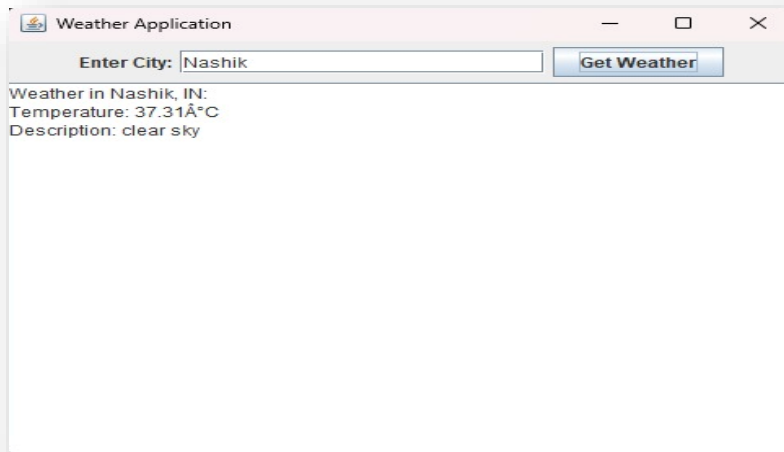 Weather Application
Enter City: Nashik Get Weather
Weather in Nashik, IN:
Temperature: 37.31Â°C
Description: clear sky